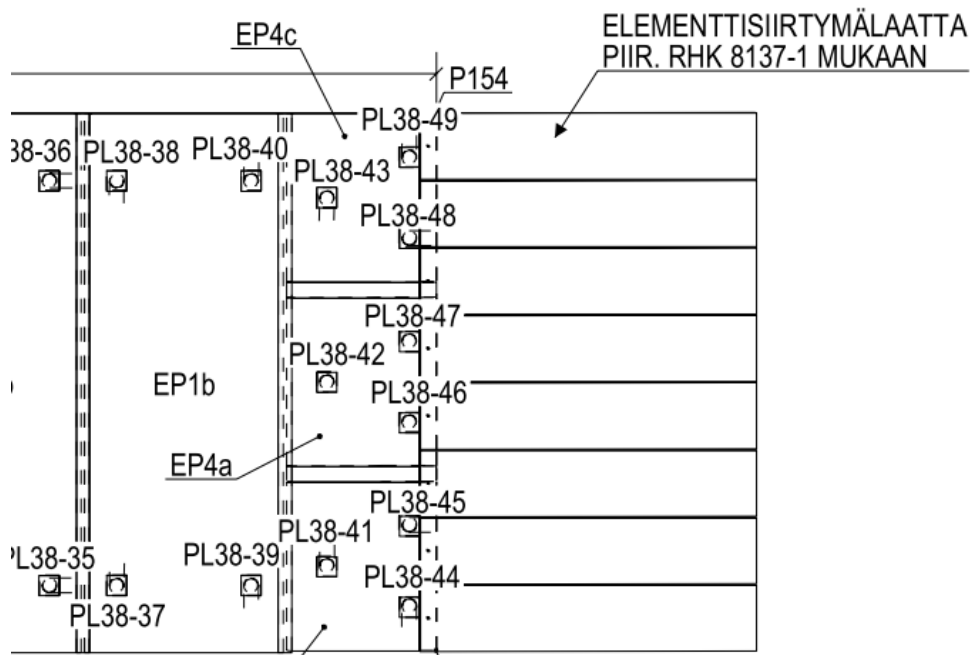 EP4c
ELEMENTTISIIRTYMÄLAATTA
PIIR. RHK 8137-1 MUKAAN
P154
PL38-49
38-36
PL38-38
PL38-40
PL38-43
PL38-48
PL38-47
PL38-42
EP1b
PL38-46
EP4a
PL38-45
PL38-41
PL38-35
PL38-39
PL38-44
PL38-37